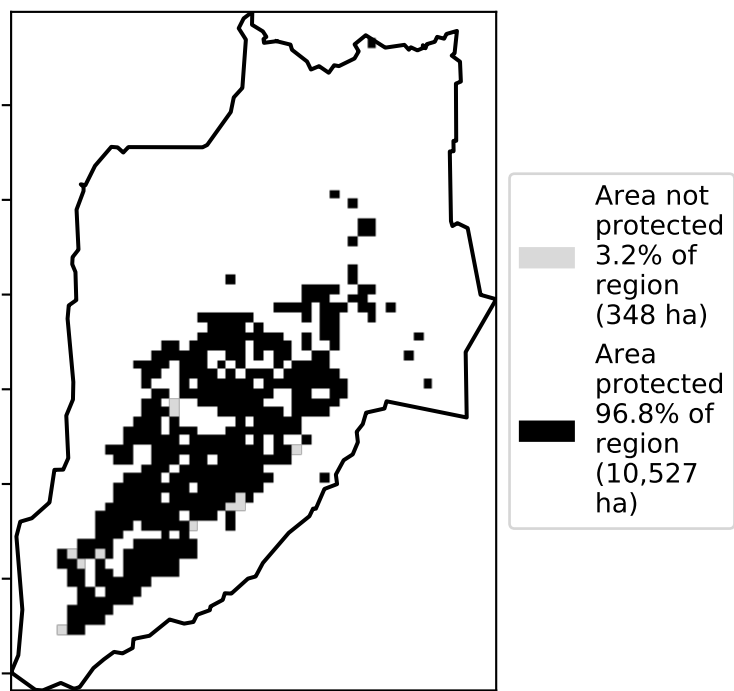 Area not
protected
3.2% of
region
(348 ha)
Area
protected
96.8% of
region
(10,527
ha)